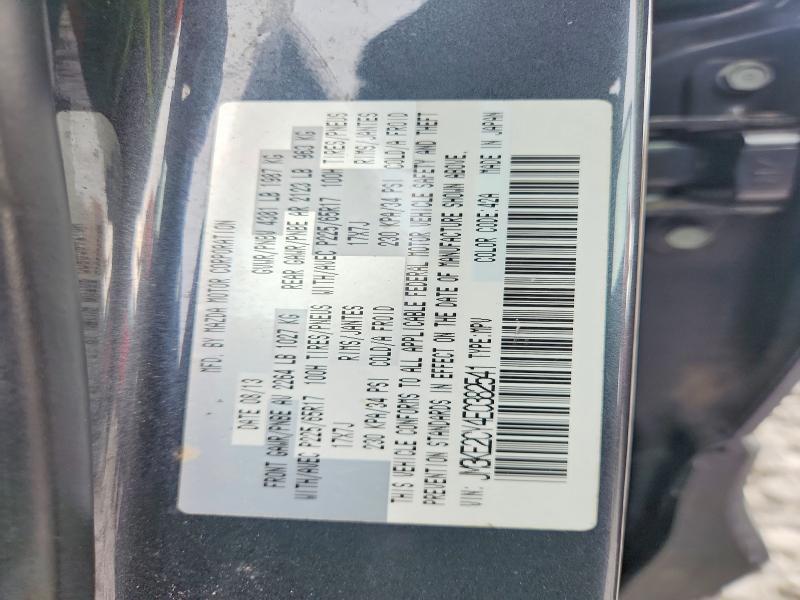 MFD. BY MAZDA MOTOR CORPORATION
DATE 08/13 GVWR/PNBV 4381 LB 1987 KG
FRONT GAWR/PNBE AV 2264 LB 1027 KG REAR GAWR/PNBE AR 2123 LB 963 KG
WITH/AVEC P225/65R17 100H TIRES/PNEUS WITH/AVEC P225/65R17 100H TIRES/PNEUS
17X7J RIMS/JANTES 17X7J RIMS/JANTES
230 KPA/34 PSI COLD/A FROID 230 KPA/34 PSI COLD/A FROID
THIS VEHICLE CONFORMS TO ALL APPLICABLE FEDERAL MOTOR VEHICLE SAFETY AND THEFT
PREVENTION STANDARDS IN EFFECT ON THE DATE OF MANUFACTURE SHOWN ABOVE.
VIN: JM3KE2CY4E0382541 TYPE:MPV COLOR CODE:42A MADE IN JAPAN